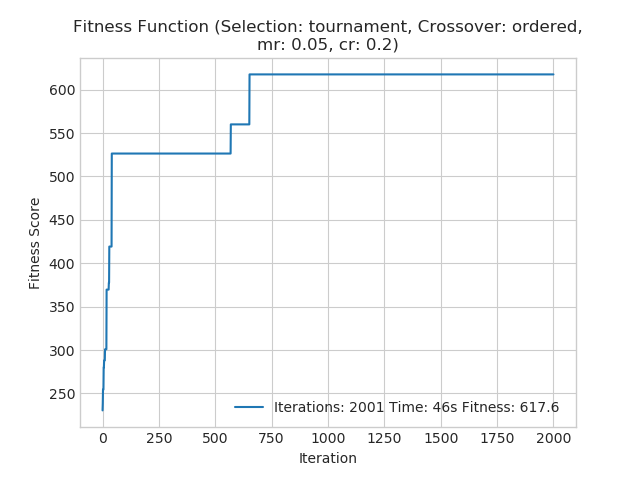 Fitness Function (Selection: tournament, Crossover: ordered,
mr: 0.05, cr: 0.2)
Fitness Score
600
550
500
450
400
350
300
250
Iterations: 2001 Time: 46s Fitness: 617.6
0 250 500 750 1000 1250 1500 1750 2000
Iteration